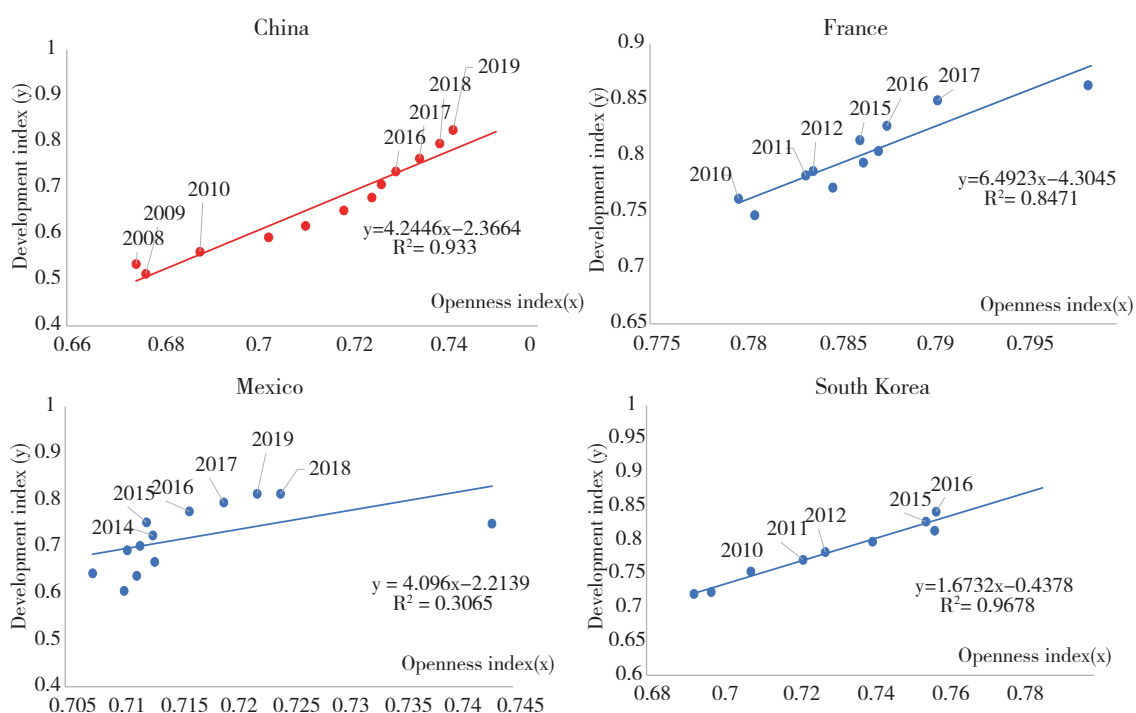 China
Development index (y)
1
0.9
0.8
0.7
0.6
0.5
0.4
2019
2018
2017
2016
2010
2009
2008
y=4.2446x−2.3664
R²= 0.933
Openness index(x)
0.66 0.68 0.7 0.72 0.74 0
France
Development index (y)
0.9
0.85
0.8
0.75
0.7
0.65
2017
2016
2015
2012
2011
2010
y=6.4923x−4.3045
R²= 0.8471
Openness index(x)
0.775 0.78 0.785 0.79 0.795
Mexico
Development index (y)
1
0.9
0.8
0.7
0.6
0.5
0.4
2019
2018
2017
2016
2015
2014
y = 4.096x−2.2139
R² = 0.3065
Openness index(x)
0.705 0.71 0.715 0.72 0.725 0.73 0.735 0.74 0.745
South Korea
Development index (y)
1
0.95
0.9
0.85
0.8
0.75
0.7
0.65
0.6
2016
2015
2012
2011
2010
y=1.6732x−0.4378
R²= 0.9678
Openness index(x)
0.68 0.7 0.72 0.74 0.76 0.78